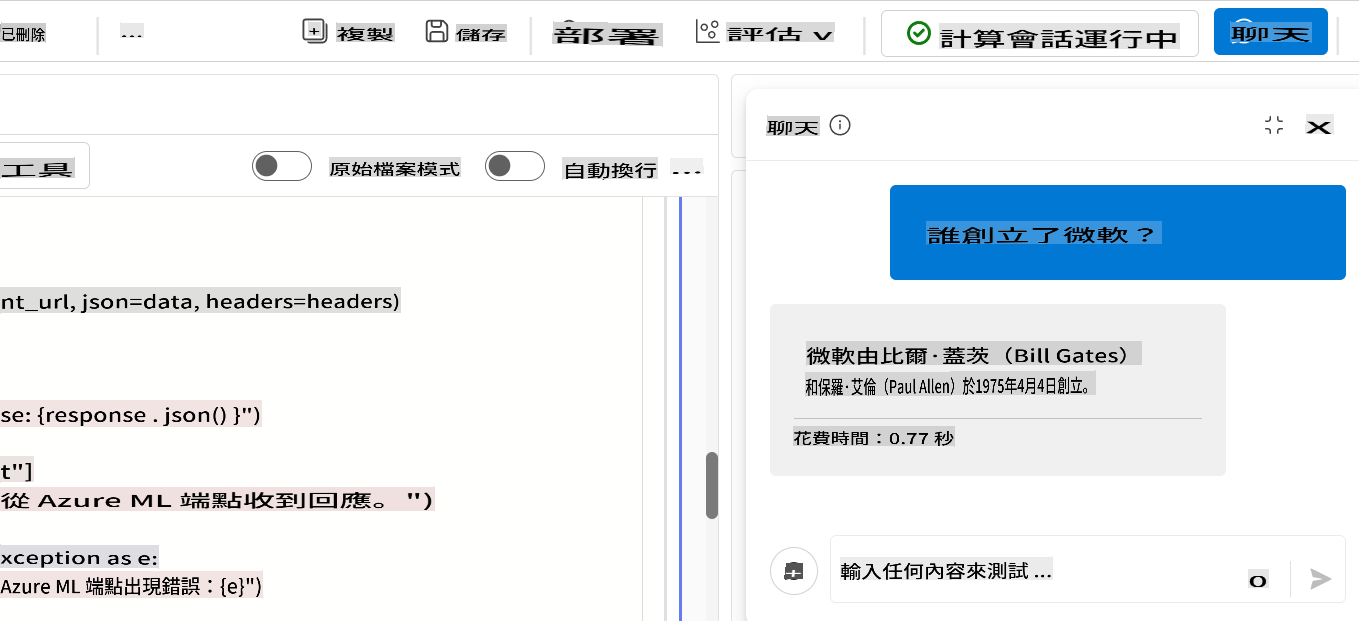 已刪除 ... 複製 儲存 部署 評估 ∨ 計算會話運行中 聊天
工具 原始檔案模式 自動換行 ...
nt_url, json=data, headers=headers)
se: {response . json() }")
t"]
從 Azure ML 端點收到回應。 ")
xception as e:
Azure ML 端點出現錯誤：{e}")
聊天
誰創立了微軟？
微軟由比爾·蓋茨（Bill Gates）
和保羅·艾倫（Paul Allen）於1975年4月4日創立。
花費時間：0.77 秒
輸入任何內容來測試 ...